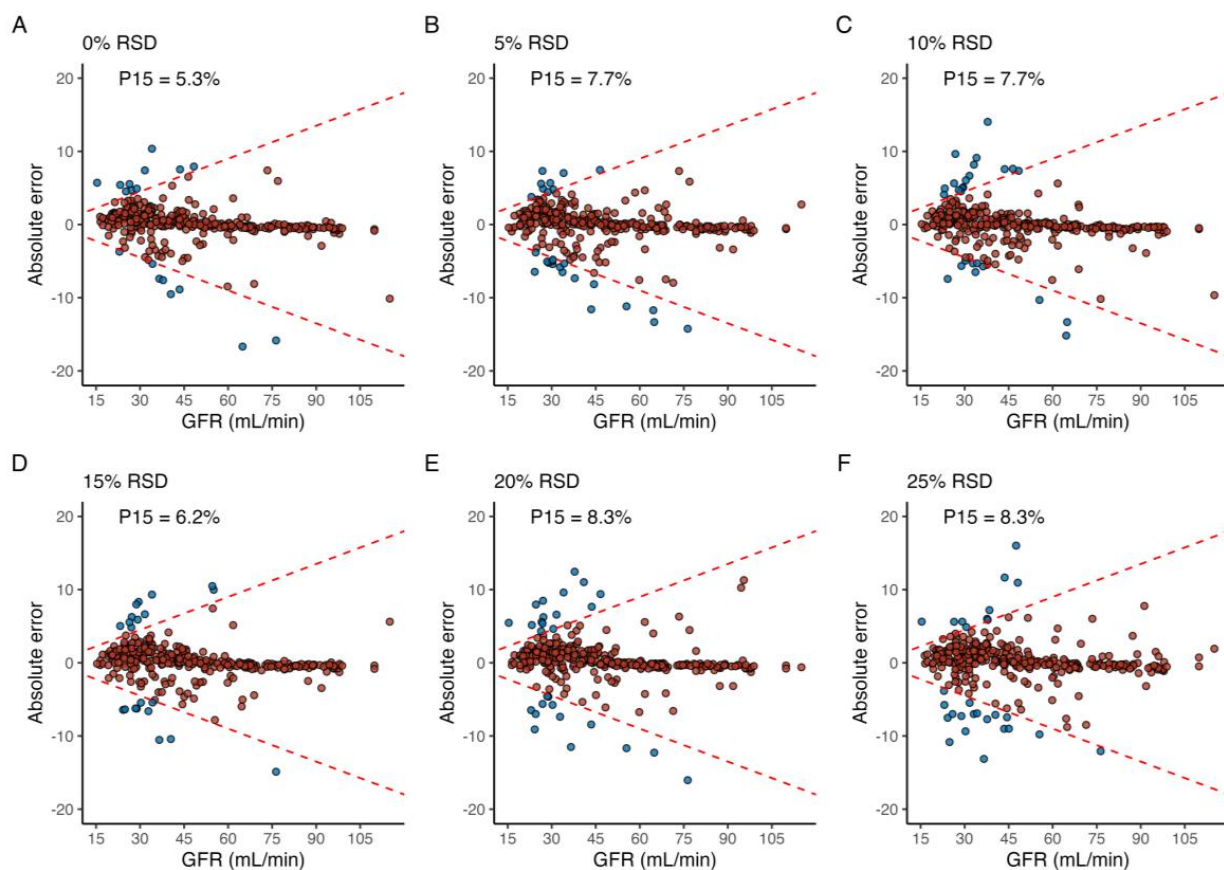 A
0% RSD
P15 = 5.3%
20
10
0
-10
-20
Absolute error
15 30 45 60 75 90 105
GFR (mL/min)
B
5% RSD
P15 = 7.7%
20
10
0
-10
-20
Absolute error
15 30 45 60 75 90 105
GFR (mL/min)
C
10% RSD
P15 = 7.7%
20
10
0
-10
-20
Absolute error
15 30 45 60 75 90 105
GFR (mL/min)
D
15% RSD
P15 = 6.2%
20
10
0
-10
-20
Absolute error
15 30 45 60 75 90 105
GFR (mL/min)
E
20% RSD
P15 = 8.3%
20
10
0
-10
-20
Absolute error
15 30 45 60 75 90 105
GFR (mL/min)
F
25% RSD
P15 = 8.3%
20
10
0
-10
-20
Absolute error
15 30 45 60 75 90 105
GFR (mL/min)